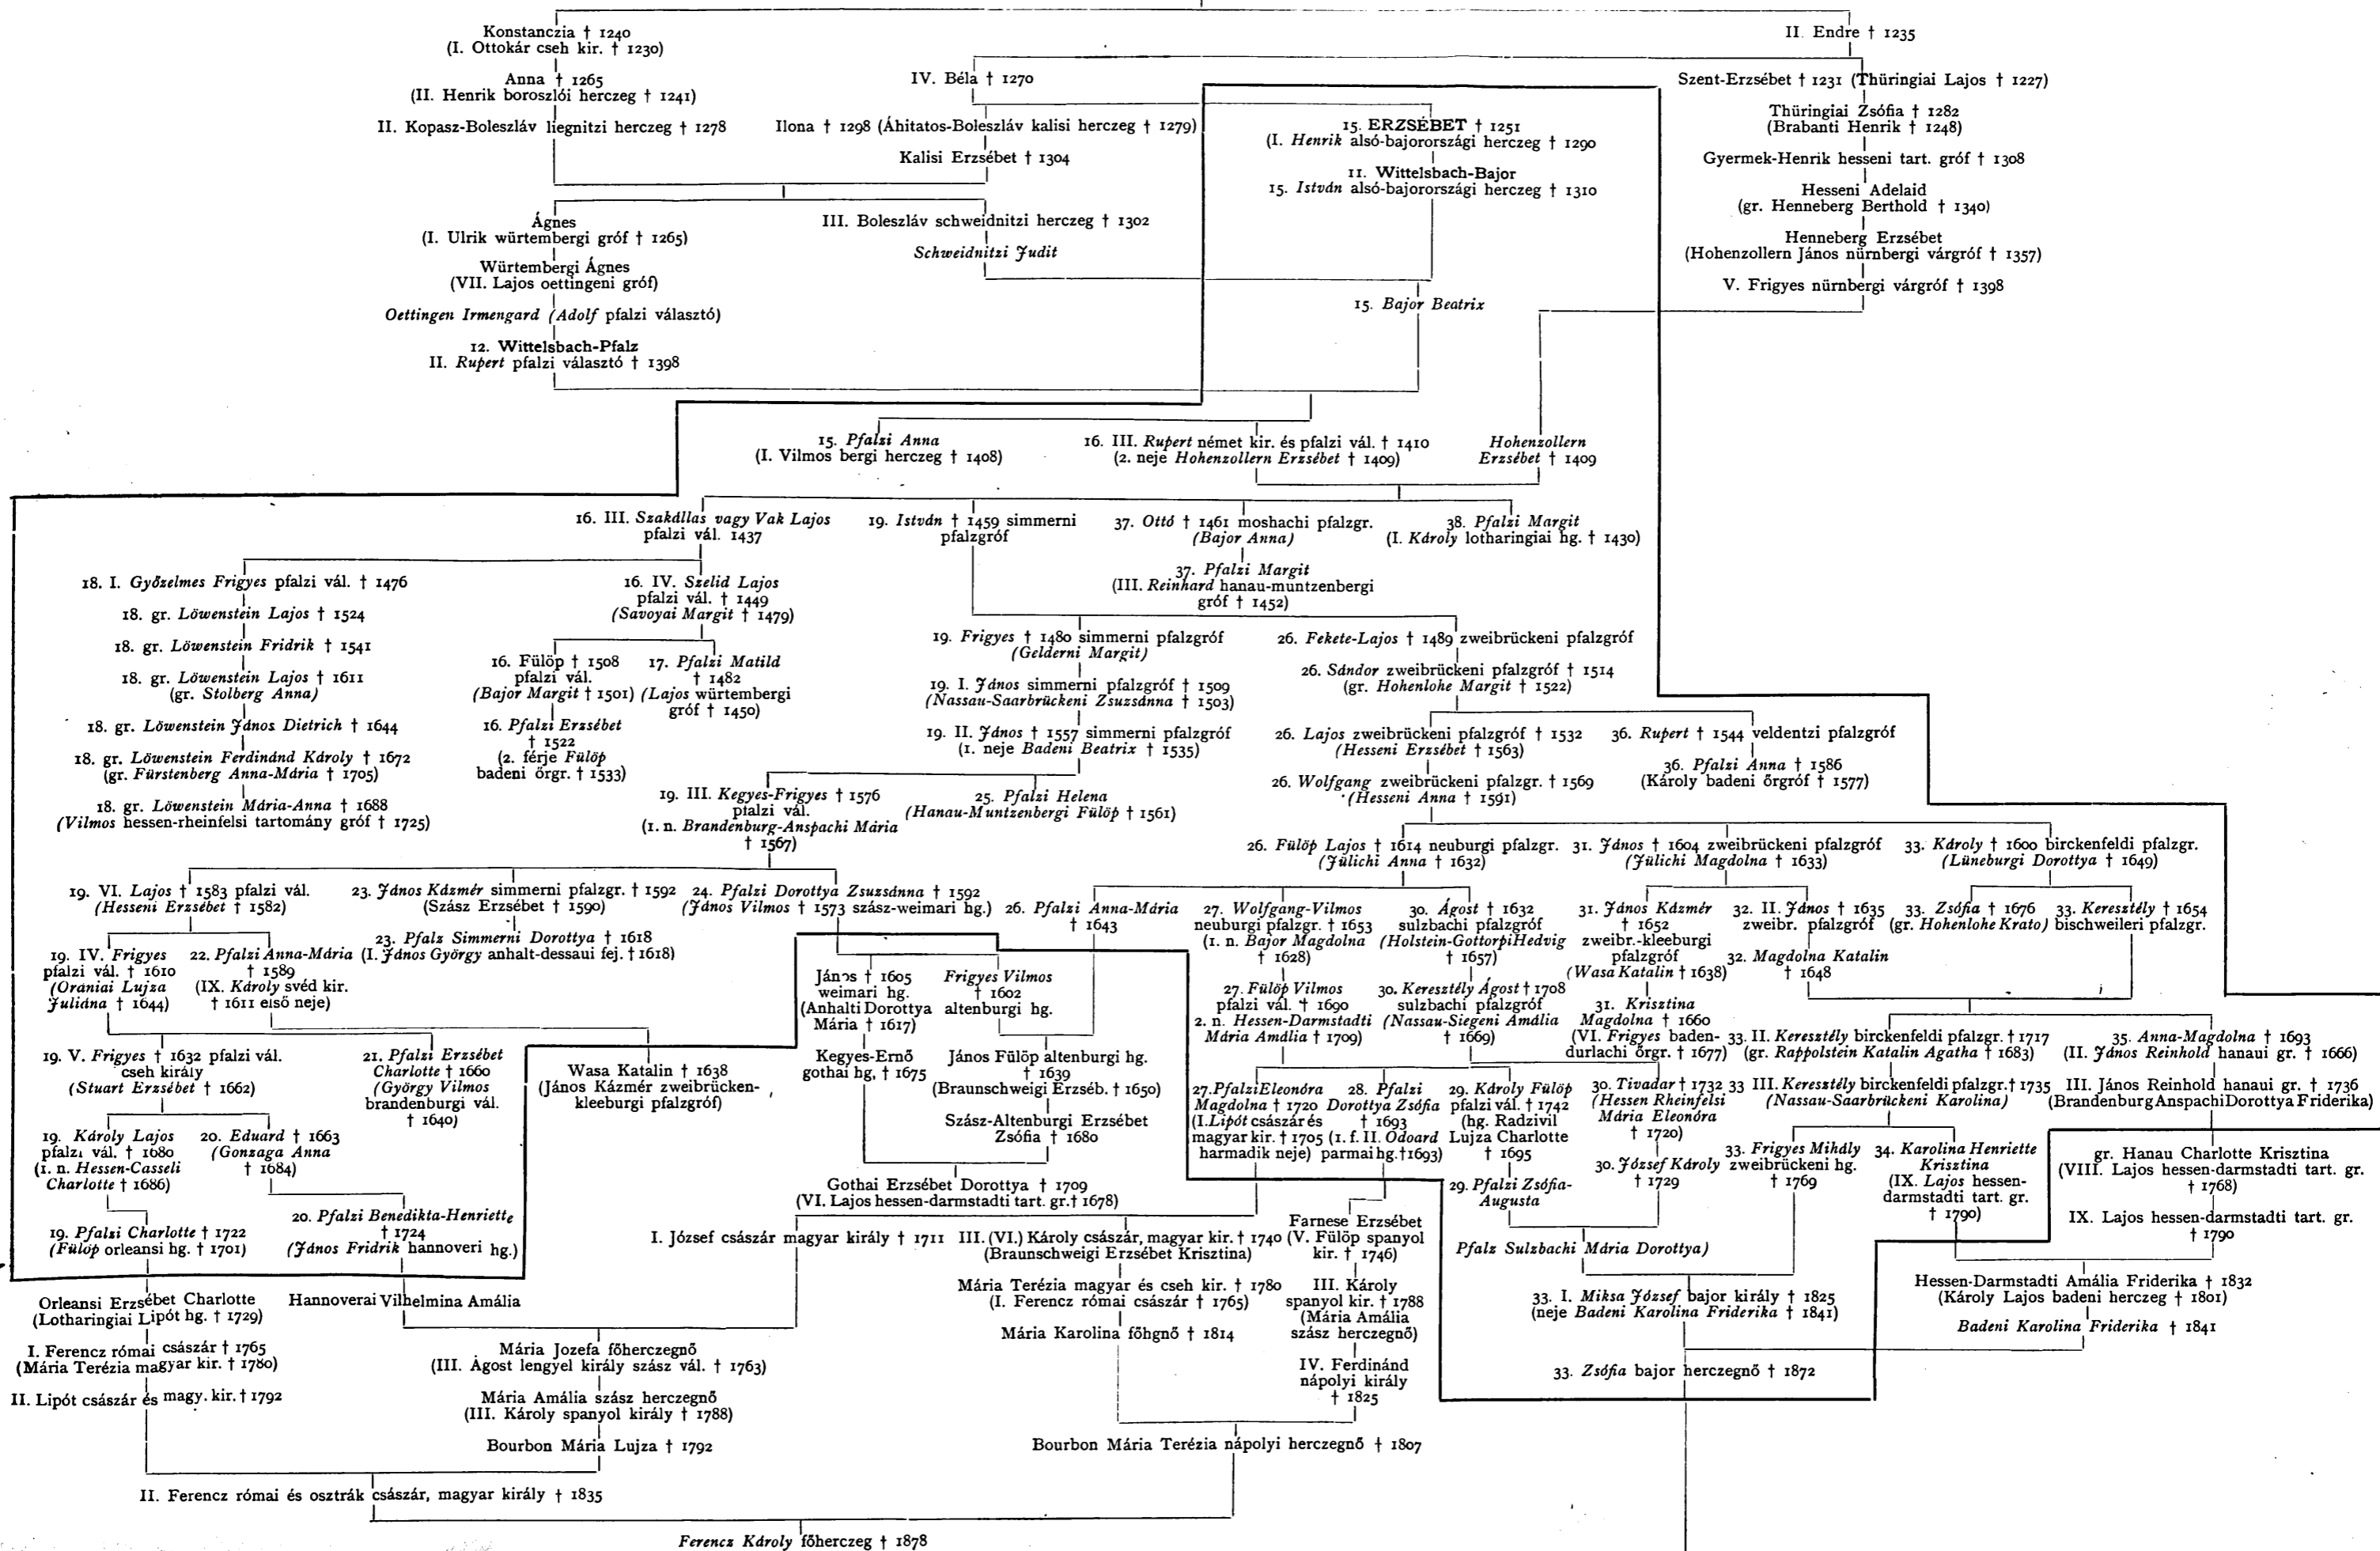 Konstanczia † 1240
(I. Ottokár cseh kir. † 1230)
II. Endre † 1235
Anna † 1265
(II. Henrik boroszlói herczeg † 1241)
IV. Béla † 1270
Szent-Erzsébet † 1231 (Thüringiai Lajos † 1227)
II. Kopasz-Boleszláv liegnitzi herczeg † 1278
Ilona † 1298 (Áhitatos-Boleszláv kalisi herczeg † 1279)
Kalisi Erzsébet † 1304
15. ERZSÉBET † 1251
(I. Henrik alsó-bajorországi herczeg † 1290
11. Wittelsbach-Bajor
15. István alsó-bajorországi herczeg † 1310
Thüringiai Zsófia † 1282
(Brabanti Henrik † 1248)
Gyermek-Henrik hesseni tart. gróf † 1308
Hesseni Adelaid
(gr. Henneberg Berthold † 1340)
Henneberg Erzsébet
(Hohenzollern János nürnbergi várgróf † 1357)
V. Frigyes nürnbergi várgróf † 1398
Ágnes
(I. Ulrik würtembergi gróf † 1265)
Würtembergi Ágnes
(VII. Lajos oettingeni gróf)
Oettingen Irmengard (Adolf pfalzi választó)
12. Wittelsbach-Pfalz
II. Rupert pfalzi választó † 1398
III. Boleszláv schweidnitzi herczeg † 1302
Schweidnitzi Judit
15. Bajor Beatrix
15. Pfalzi Anna
(I. Vilmos bergi herczeg † 1408)
16. III. Rupert német kir. és pfalzi vál. † 1410
(2. neje Hohenzollern Erzsébet † 1409)
Hohenzollern
Erzsébet † 1409
16. III. Szakállas vagy Vak Lajos
pfalzi vál. 1437
19. István † 1459 simmerni
pfalzgróf
37. Ottó † 1461 moshachi pfalzgr.
(Bajor Anna)
38. Pfalzi Margit
(I. Károly lotharingiai hg. † 1430)
37. Pfalzi Margit
(III. Reinhard hanau-muntzenbergi
gróf † 1452)
18. I. Győzelmes Frigyes pfalzi vál. † 1476
18. gr. Löwenstein Lajos † 1524
18. gr. Löwenstein Fridrik † 1541
18. gr. Löwenstein Lajos † 1611
(gr. Stolberg Anna)
18. gr. Löwenstein János Dietrich † 1644
18. gr. Löwenstein Ferdinánd Károly † 1672
(gr. Fürstenberg Anna-Mária † 1705)
18. gr. Löwenstein Mária-Anna † 1688
(Vilmos hessen-rheinfelsi tartomány gróf † 1725)
16. IV. Szelid Lajos
pfalzi vál. † 1449
(Savoyai Margit † 1479)
16. Fülöp † 1508
pfalzi vál.
(Bajor Margit † 1501)
17. Pfalzi Matild
† 1482
(Lajos würtembergi
gróf † 1450)
16. Pfalzi Erzsébet
† 1522
(2. férje Fülöp
badeni őrgr. † 1533)
19. Frigyes † 1480 simmerni pfalzgróf
(Gelderni Margit)
19. I. János simmerni pfalzgróf † 1509
(Nassau-Saarbrückeni Zsuzsánna † 1503)
19. II. János † 1557 simmerni pfalzgróf
(1. neje Badeni Beatrix † 1535)
26. Fekete-Lajos † 1489 zweibrückeni pfalzgróf
26. Sándor zweibrückeni pfalzgróf † 1514
(gr. Hohenlohe Margit † 1522)
26. Lajos zweibrückeni pfalzgróf † 1532
(Hesseni Erzsébet † 1563)
26. Wolfgang zweibrückeni pfalzgr. † 1569
(Hesseni Anna † 1591)
36. Rupert † 1544 veldentzi pfalzgróf
36. Pfalzi Anna † 1586
(Károly badeni őrgróf † 1577)
19. III. Kegyes-Frigyes † 1576
pfalzi vál.
(1. n. Brandenburg-Anspachi Mária
† 1567)
25. Pfalzi Helena
(Hanau-Muntzenbergi Fülöp † 1561)
26. Fülöp Lajos † 1614 neuburgi pfalzgr.
(Jülichi Anna † 1632)
31. János † 1604 zweibrückeni pfalzgróf
(Jülichi Magdolna † 1633)
33. Károly † 1600 birckenfeldi pfalzgr.
(Lüneburgi Dorottya † 1649)
19. VI. Lajos † 1583 pfalzi vál.
(Hesseni Erzsébet † 1582)
23. János Kázmér simmerni pfalzgr. † 1592
(Szász Erzsébet † 1590)
24. Pfalzi Dorottya Zsuzsánna † 1592
(János Vilmos † 1573 szász-weimari hg.)
26. Pfalzi Anna-Mária
† 1643
27. Wolfgang-Vilmos
neuburgi pfalzgr. † 1653
(1. n. Bajor Magdolna
† 1628)
30. Ágost † 1632
sulzbachi pfalzgróf
(Holstein-GottorpiHedvig
† 1657)
31. János Kázmér
† 1652
zweibr.-kleeburgi
pfalzgróf
(Wasa Katalin † 1638)
32. II. János † 1635
zweibr. pfalzgróf
32. Magdolna Katalin
† 1648
33. Zsófia † 1676
(gr. Hohenlohe Krato)
33. Keresztély † 1654
bischweileri pfalzgr.
19. IV. Frigyes
pfalzi vál. † 1610
(Orániai Lujza
Juliána † 1644)
22. Pfalzi Anna-Mária
† 1589
(IX. Károly svéd kir.
† 1611 első neje)
23. Pfalz Simmerni Dorottya † 1618
(I. János György anhalt-dessaui fej. † 1618)
János † 1605
weimari hg.
(Anhalti Dorottya
Mária † 1617)
Frigyes Vilmos
† 1602
altenburgi hg.
27. Fülöp Vilmos
pfalzi vál. † 1690
2. n. Hessen-Darmstadti
Mária Amália † 1709)
30. Keresztély Ágost † 1708
sulzbachi pfalzgróf
(Nassau-Siegeni Amália
† 1669)
31. Krisztina
Magdolna † 1660
(VI. Frigyes baden-
durlachi őrgr. † 1677)
33. II. Keresztély birckenfeldi pfalzgr. † 1717
(gr. Rappolstein Katalin Agatha † 1683)
35. Anna-Magdolna † 1693
(II. János Reinhold hanaui gr. † 1666)
19. V. Frigyes † 1632 pfalzi vál.
cseh király
(Stuart Erzsébet † 1662)
21. Pfalzi Erzsébet
Charlotte † 1660
(György Vilmos
brandenburgi vál.
† 1640)
Wasa Katalin † 1638
(János Kázmér zweibrücken-
kleeburgi pfalzgróf)
Kegyes-Ernő
gothai hg. † 1675
János Fülöp altenburgi hg.
† 1639
(Braunschweigi Erzséb. † 1650)
Szász-Altenburgi Erzsébet
Zsófia † 1680
27. PfalziEleonóra
Magdolna † 1720
(I. Lipót császár és
magyar kir. † 1705
harmadik neje)
28. Pfalzi
Dorottya Zsófia
† 1693
(1. f. II. Odoard
parmai hg. † 1693)
29. Károly Fülöp
pfalzi vál. † 1742
(hg. Radzivil
Lujza Charlotte
† 1695
30. Tivadar † 1732
(Hessen Rheinfelsi
Mária Eleonóra
† 1720)
33 III. Keresztély birckenfeldi pfalzgr. † 1735
(Nassau-Saarbrückeni Karolina)
III. János Reinhold hanaui gr. † 1736
(BrandenburgAnspachiDorottya Friderika)
19. Károly Lajos
pfalzi vál. † 1680
(1. n. Hessen-Casseli
Charlotte † 1686)
20. Eduard † 1663
(Gonzaga Anna
† 1684)
29. Pfalzi Zsófia-
Augusta
30. József Károly
† 1729
33. Frigyes Mihály
zweibrückeni hg.
† 1769
34. Karolina Henriette
Krisztina
(IX. Lajos hessen-
darmstadti tart. gr.
† 1790)
gr. Hanau Charlotte Krisztina
(VIII. Lajos hessen-darmstadti tart. gr.
† 1768)
IX. Lajos hessen-darmstadti tart. gr.
† 1790
Gothai Erzsébet Dorottya † 1709
(VI. Lajos hessen-darmstadti tart. gr. † 1678)
19. Pfalzi Charlotte † 1722
(Fülöp orleansi hg. † 1701)
20. Pfalzi Benedikta-Henriette
† 1724
(János Fridrik hannoveri hg.)
I. József császár magyar király † 1711
III. (VI.) Károly császár, magyar kir. † 1740
(Braunschweigi Erzsébet Krisztina)
Farnese Erzsébet
(V. Fülöp spanyol
kir. † 1746)
Pfalz Sulzbachi Mária Dorottya)
Orleansi Erzsébet Charlotte
(Lotharingiai Lipót hg. † 1729)
Hannoverai Vilhelmina Amália
Mária Terézia magyar és cseh kir. † 1780
(I. Ferencz római császár † 1765)
Mária Karolina főhgnő † 1814
III. Károly
spanyol kir. † 1788
(Mária Amália
szász herczegnő)
33. I. Miksa József bajor király † 1825
(neje Badeni Karolina Friderika † 1841)
Hessen-Darmstadti Amália Friderika † 1832
(Károly Lajos badeni herczeg † 1801)
Badeni Karolina Friderika † 1841
I. Ferencz római császár † 1765
(Mária Terézia magyar kir. † 1780)
Mária Jozefa főherczegnő
(III. Ágost lengyel király szász vál. † 1763)
IV. Ferdinánd
nápolyi király
† 1825
33. Zsófia bajor herczegnő † 1872
II. Lipót császár és magy. kir. † 1792
Mária Amália szász herczegnő
(III. Károly spanyol király † 1788)
Bourbon Mária Lujza † 1792
Bourbon Mária Terézia nápolyi herczegnő † 1807
II. Ferencz római és osztrák császár, magyar király † 1835
Ferencz Károly főherczeg † 1878